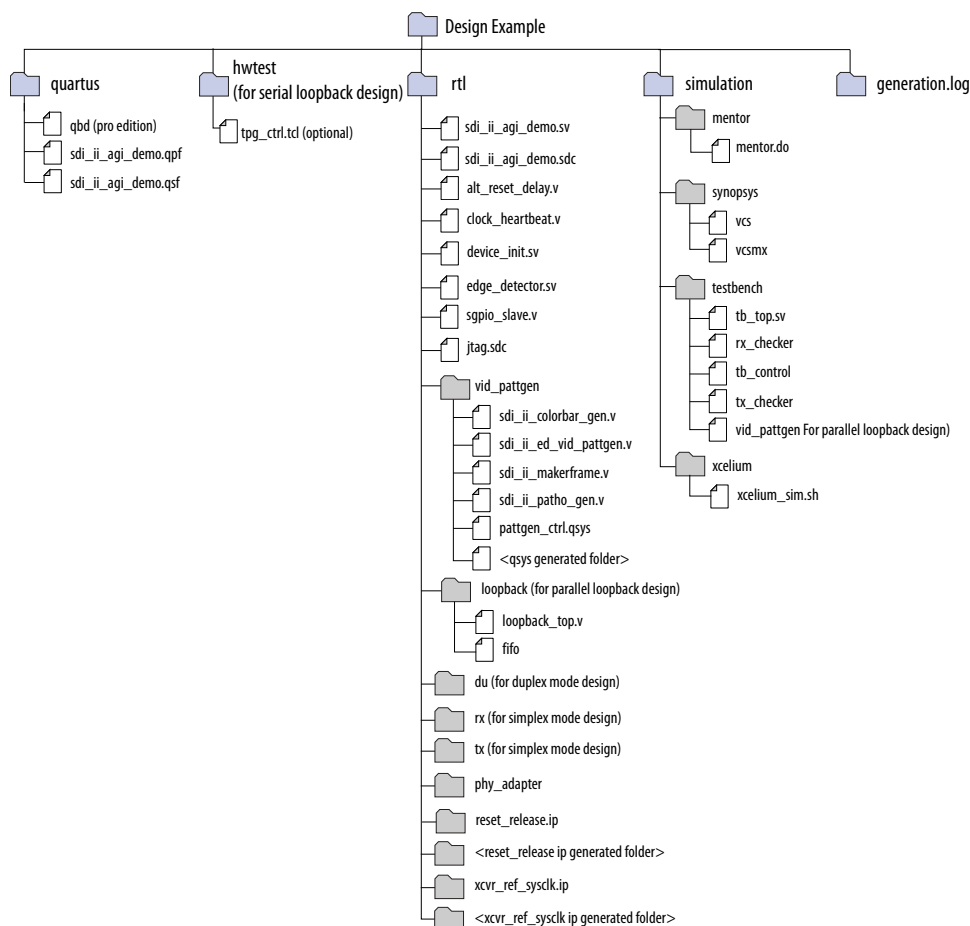 Design Example
quartus
qbd (pro edition)
sdi_ii_agi_demo.qpf
sdi_ii_agi_demo.qsf
hwtest
(for serial loopback design)
tpg_ctrl.tcl (optional)
rtl
sdi_ii_agi_demo.sv
sdi_ii_agi_demo.sdc
alt_reset_delay.v
clock_heartbeat.v
device_init.sv
edge_detector.sv
sgpio_slave.v
jtag.sdc
vid_pattgen
sdi_ii_colorbar_gen.v
sdi_ii_ed_vid_pattgen.v
sdi_ii_makerframe.v
sdi_ii_patho_gen.v
pattgen_ctrl.qsys
<qsys generated folder>
loopback (for parallel loopback design)
loopback_top.v
fifo
du (for duplex mode design)
rx (for simplex mode design)
tx (for simplex mode design)
phy_adapter
reset_release.ip
<reset_release ip generated folder>
xcvr_ref_sysclk.ip
<xcvr_ref_sysclk ip generated folder>
simulation
mentor
mentor.do
synopsys
vcs
vcsmx
testbench
tb_top.sv
rx_checker
tb_control
tx_checker
vid_pattgen For parallel loopback design)
xcelium
xcelium_sim.sh
generation.log